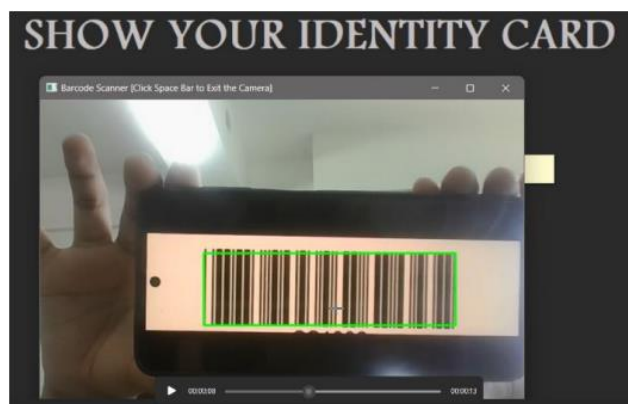 SHOW YOUR IDENTITY CARD
Barcode Scanner [Click Space Bar to Exit the Camera]
00:00:08
00:00:13